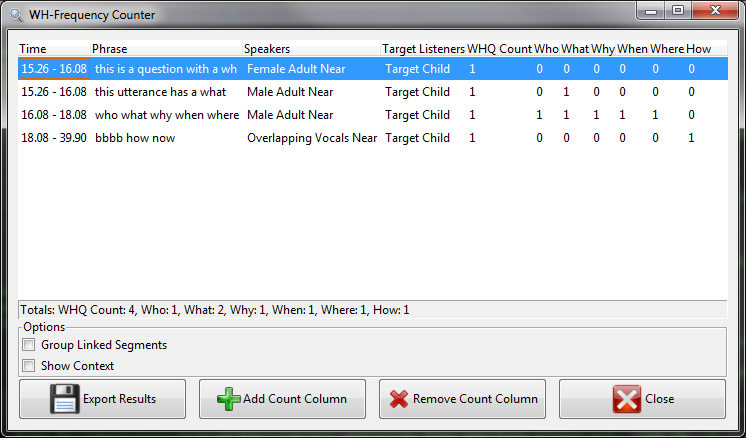 WH-Frequency Counter
Time Phrase Speakers Target Listeners WHQ Count Who What Why When Where How
15.26 - 16.08 this is a question with a wh Female Adult Near Target Child 1 0 0 0 0 0 0
15.26 - 16.08 this utterance has a what Male Adult Near Target Child 1 0 1 0 0 0 0
16.08 - 18.08 who what why when where Male Adult Near Target Child 1 1 1 1 1 1 0
18.08 - 39.90 bbbb how now Overlapping Vocals Near Target Child 1 0 0 0 0 0 1
Totals: WHQ Count: 4, Who: 1, What: 2, Why: 1, When: 1, Where: 1, How: 1
Options
Group Linked Segments
Show Context
Export Results Add Count Column Remove Count Column Close